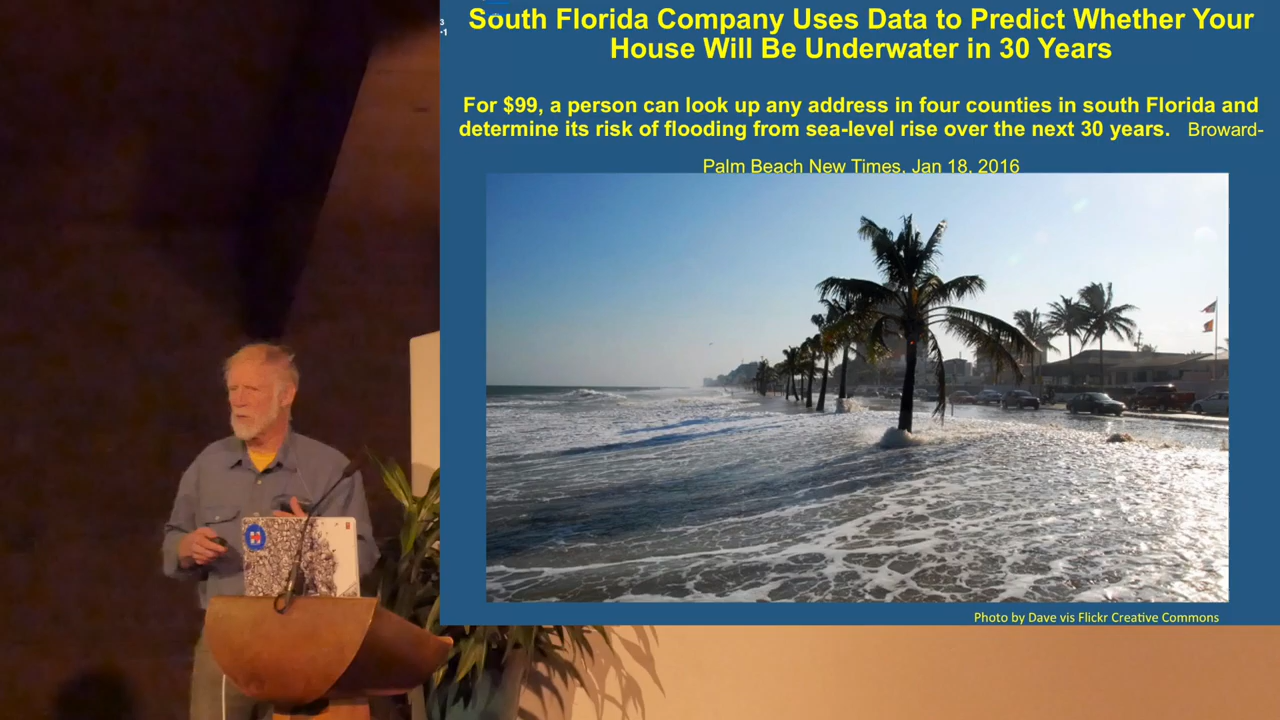 3
-1
South Florida Company Uses Data to Predict Whether Your
House Will Be Underwater in 30 Years
For $99, a person can look up any address in four counties in south Florida and
determine its risk of flooding from sea-level rise over the next 30 years. Broward-
Palm Beach New Times, Jan 18, 2016
Photo by Dave vis Flickr Creative Commons